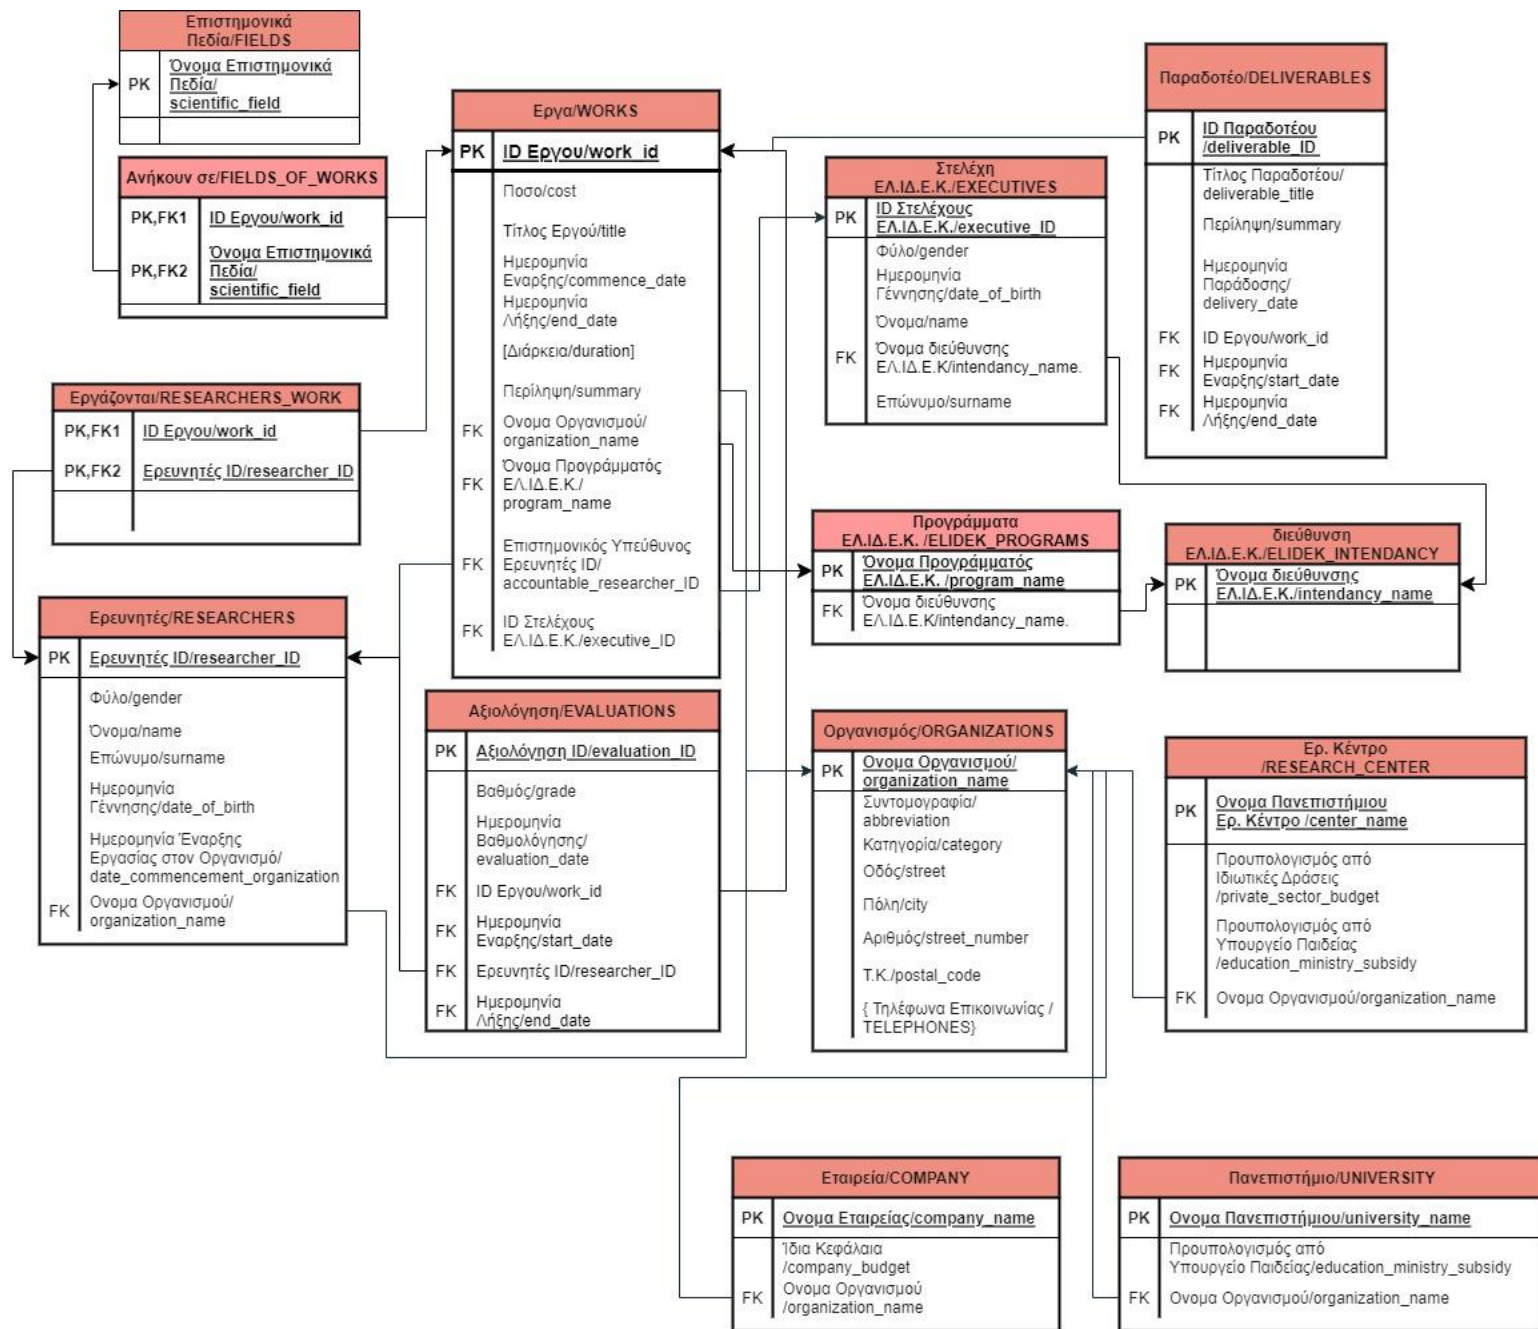 Επιστημονικά
Πεδία/FIELDS
PK
Όνομα Επιστημονικά
Πεδία/
scientific_field
Ανήκουν σε/FIELDS_OF_WORKS
PK,FK1 ID Εργου/work_id
PK,FK2
Όνομα Επιστημονικά
Πεδία/
scientific_field
Εργάζονται/RESEARCHERS_WORK
PK,FK1 ID Εργου/work_id
PK,FK2 Ερευνητές ID/researcher_ID
Ερευνητές/RESEARCHERS
PK Ερευνητές ID/researcher_ID
Φύλο/gender
Όνομα/name
Επώνυμο/surname
Ημερομηνία
Γέννησης/date_of_birth
Ημερομηνία Έναρξης
Εργασίας στον Οργανισμό/
date_commencement_organization
FK
Ονομα Οργανισμού/
organization_name
Εργα/WORKS
PK ID Εργου/work_id
Ποσο/cost
Τίτλος Εργού/title
Ημερομηνία
Εναρξης/commence_date
Ημερομηνία
Λήξης/end_date
[Διάρκεια/duration]
Περίληψη/summary
FK
Ονομα Οργανισμού/
organization_name
FK
Όνομα Προγράμματός
ΕΛ.ΙΔ.Ε.Κ./
program_name
FK
Επιστημονικός Υπεύθυνος
Ερευνητές ID/
accountable_researcher_ID
FK
ID Στελέχους
ΕΛ.ΙΔ.Ε.Κ./executive_ID
Αξιολόγηση/EVALUATIONS
PK Αξιολόγηση ID/evaluation_ID
Βαθμός/grade
Ημερομηνία
Βαθμολόγησης/
evaluation_date
FK ID Εργου/work_id
FK
Ημερομηνία
Εναρξης/start_date
FK Ερευνητές ID/researcher_ID
FK
Ημερομηνία
Λήξης/end_date
Στελέχη
ΕΛ.ΙΔ.Ε.Κ./EXECUTIVES
PK
ID Στελέχους
ΕΛ.ΙΔ.Ε.Κ./executive_ID
Φύλο/gender
Ημερομηνία
Γέννησης/date_of_birth
Όνομα/name
FK
Όνομα διεύθυνσης
ΕΛ.ΙΔ.Ε.Κ/intendancy_name.
Επώνυμο/surname
Παραδοτέο/DELIVERABLES
PK
ID Παραδοτέου
/deliverable_ID
Τίτλος Παραδοτέου/
deliverable_title
Περίληψη/summary
Ημερομηνία
Παράδοσης/
delivery_date
FK ID Εργου/work_id
FK
Ημερομηνία
Εναρξης/start_date
FK
Ημερομηνία
Λήξης/end_date
Προγράμματα
ΕΛ.ΙΔ.Ε.Κ. /ELIDEK_PROGRAMS
PK
Όνομα Προγράμματός
ΕΛ.ΙΔ.Ε.Κ. /program_name
FK
Όνομα διεύθυνσης
ΕΛ.ΙΔ.Ε.Κ/intendancy_name.
διεύθυνση
ΕΛ.ΙΔ.Ε.Κ./ELIDEK_INTENDANCY
PK
Όνομα διεύθυνσης
ΕΛ.ΙΔ.Ε.Κ./intendancy_name
Οργανισμός/ORGANIZATIONS
PK
Ονομα Οργανισμού/
organization_name
Συντομογραφία/
abbreviation
Κατηγορία/category
Οδός/street
Πόλη/city
Αριθμός/street_number
Τ.Κ./postal_code
{ Τηλέφωνα Επικοινωνίας /
TELEPHONES}
Ερ. Κέντρο
/RESEARCH_CENTER
PK
Ονομα Πανεπιστήμιου
Ερ. Κέντρο /center_name
Προυπολογισμός από
Ιδιωτικές Δράσεις
/private_sector_budget
Προυπολογισμός από
Υπουργείο Παιδείας
/education_ministry_subsidy
FK Ονομα Οργανισμού/organization_name
Εταιρεία/COMPANY
PK Ονομα Εταιρείας/company_name
Ίδια Κεφάλαια
/company_budget
FK
Ονομα Οργανισμού
/organization_name
Πανεπιστήμιο/UNIVERSITY
PK Ονομα Πανεπιστήμιου/university_name
Προυπολογισμός από
Υπουργείο Παιδείας/education_ministry_subsidy
FK Ονομα Οργανισμού/organization_name